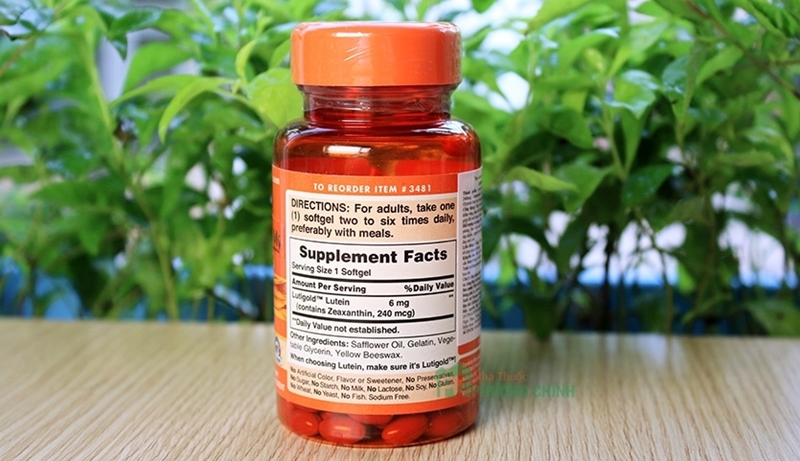 TO REORDER ITEM #3481
DIRECTIONS: For adults, take one
(1) softgel two to six times daily,
preferably with meals.
Supplement Facts
Serving Size 1 Softgel
Amount Per Serving %Daily Value
Lutigold™ Lutein 6 mg **
(contains Zeaxanthin, 240 mcg)
**Daily Value not established.
Other Ingredients: Safflower Oil, Gelatin, Vege-
table Glycerin, Yellow Beeswax.
When choosing Lutein, make sure it's Lutigold™!
No Artificial Color, Flavor or Sweetener, No Preservatives,
No Sugar, No Starch, No Milk, No Lactose, No Soy, No Gluten,
No Wheat, No Yeast, No Fish. Sodium Free.
Nhà Thuốc
CHÍNH